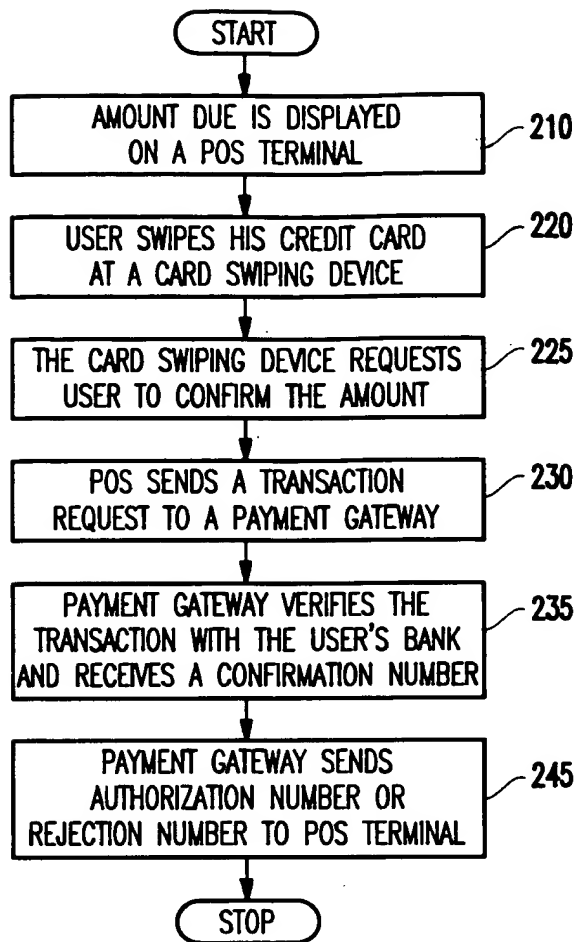 START
AMOUNT DUE IS DISPLAYED
ON A POS TERMINAL
210
USER SWIPES HIS CREDIT CARD
AT A CARD SWIPING DEVICE
220
THE CARD SWIPING DEVICE REQUESTS
USER TO CONFIRM THE AMOUNT
225
POS SENDS A TRANSACTION
REQUEST TO A PAYMENT GATEWAY
230
PAYMENT GATEWAY VERIFIES THE
TRANSACTION WITH THE USER'S BANK
AND RECEIVES A CONFIRMATION NUMBER
235
PAYMENT GATEWAY SENDS
AUTHORIZATION NUMBER OR
REJECTION NUMBER TO POS TERMINAL
245
STOP